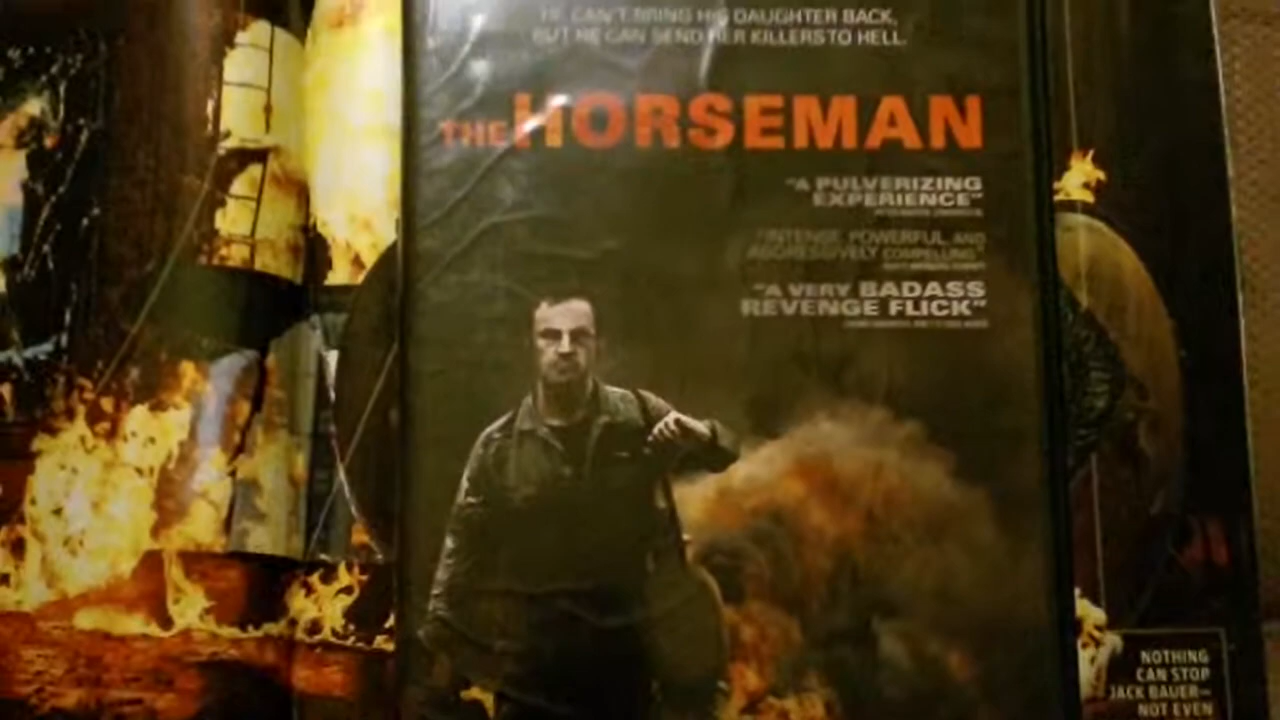 HE CAN'T BRING HIS DAUGHTER BACK,
BUT HE CAN SEND HER KILLERS TO HELL.
THE HORSEMAN
"A PULVERIZING
EXPERIENCE"
"INTENSE, POWERFUL, AND
AGGRESSIVELY COMPELLING"
"A VERY BADASS
REVENGE FLICK"
NOTHING
CAN STOP
JACK BAUER—
NOT EVEN